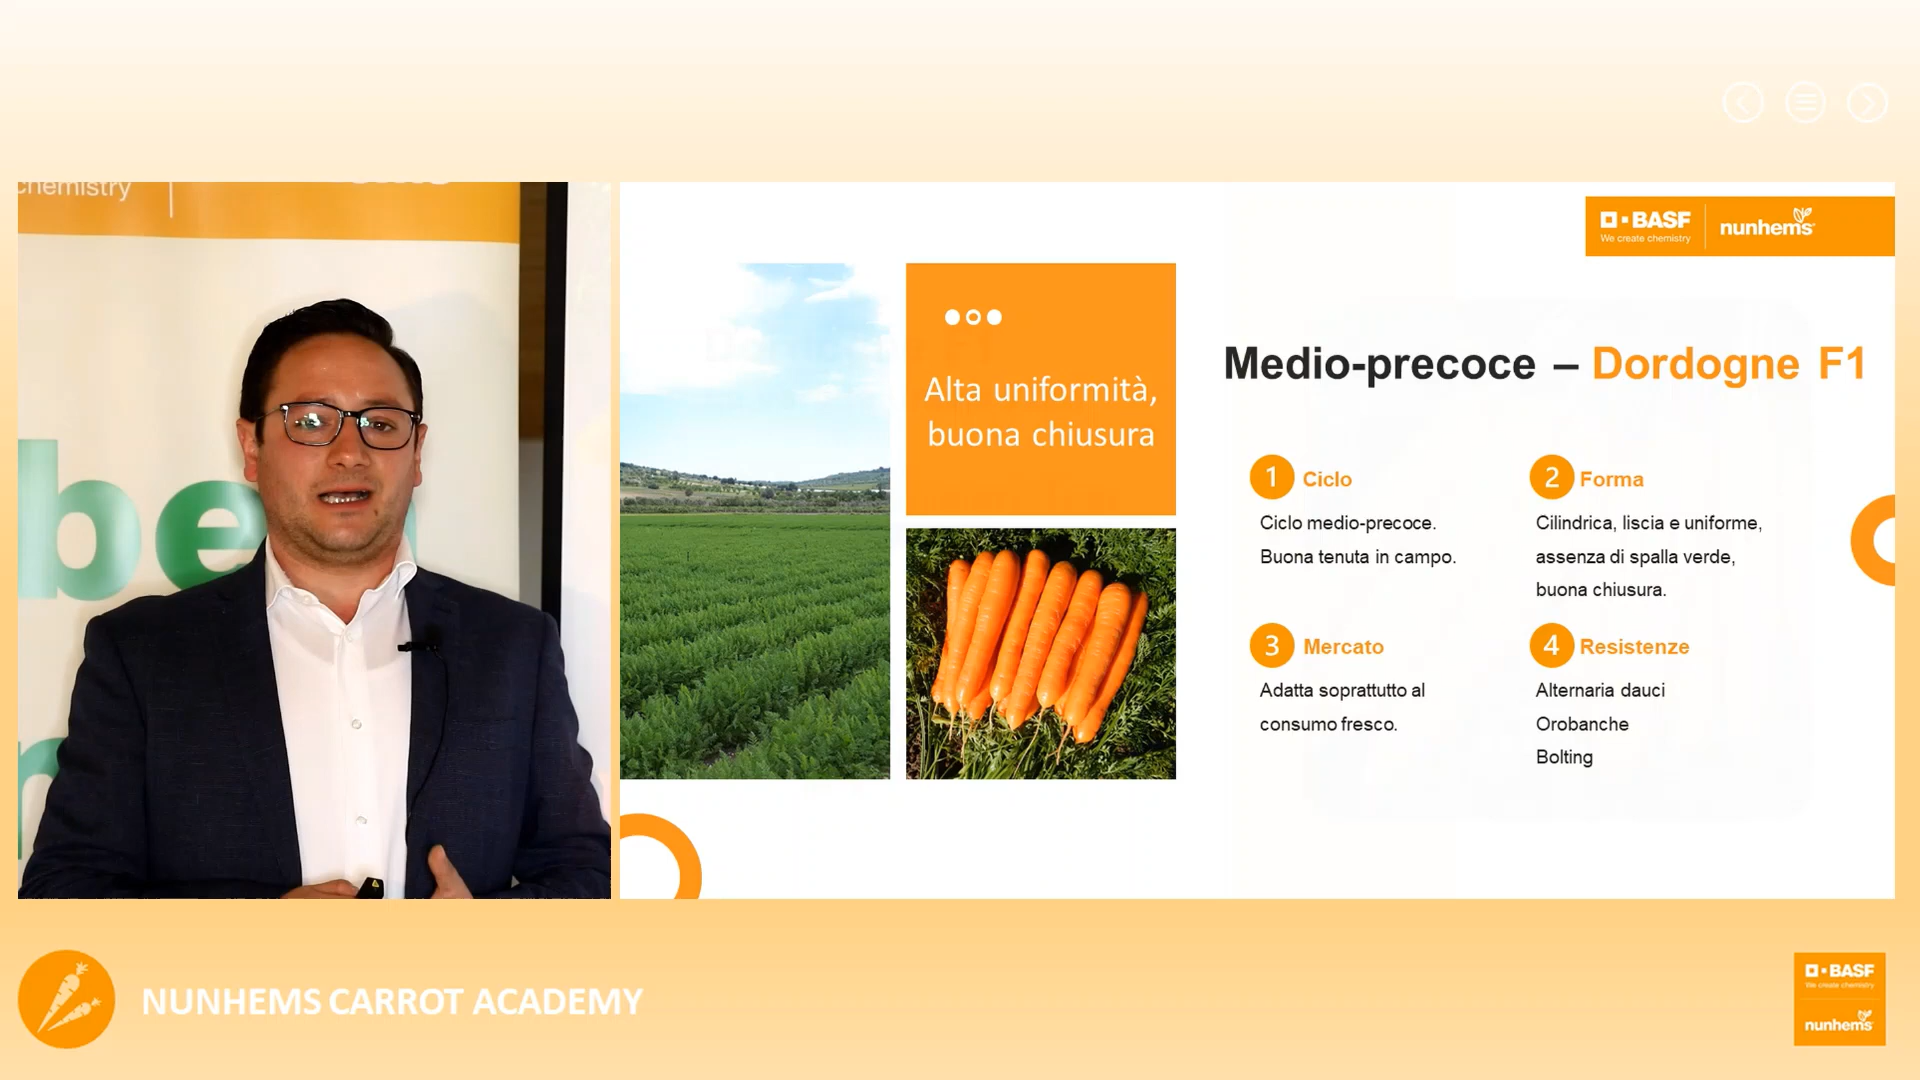 chemistry
be
BASF
We create chemistry
nunhems
Alta uniformità,
buona chiusura
Medio-precoce – Dordogne F1
1 Ciclo
Ciclo medio-precoce.
Buona tenuta in campo.
2 Forma
Cilindrica, liscia e uniforme,
assenza di spalla verde,
buona chiusura.
3 Mercato
Adatta soprattutto al
consumo fresco.
4 Resistenze
Alternaria dauci
Orobanche
Bolting
NUNHEMS CARROT ACADEMY
BASF
We create chemistry
nunhems